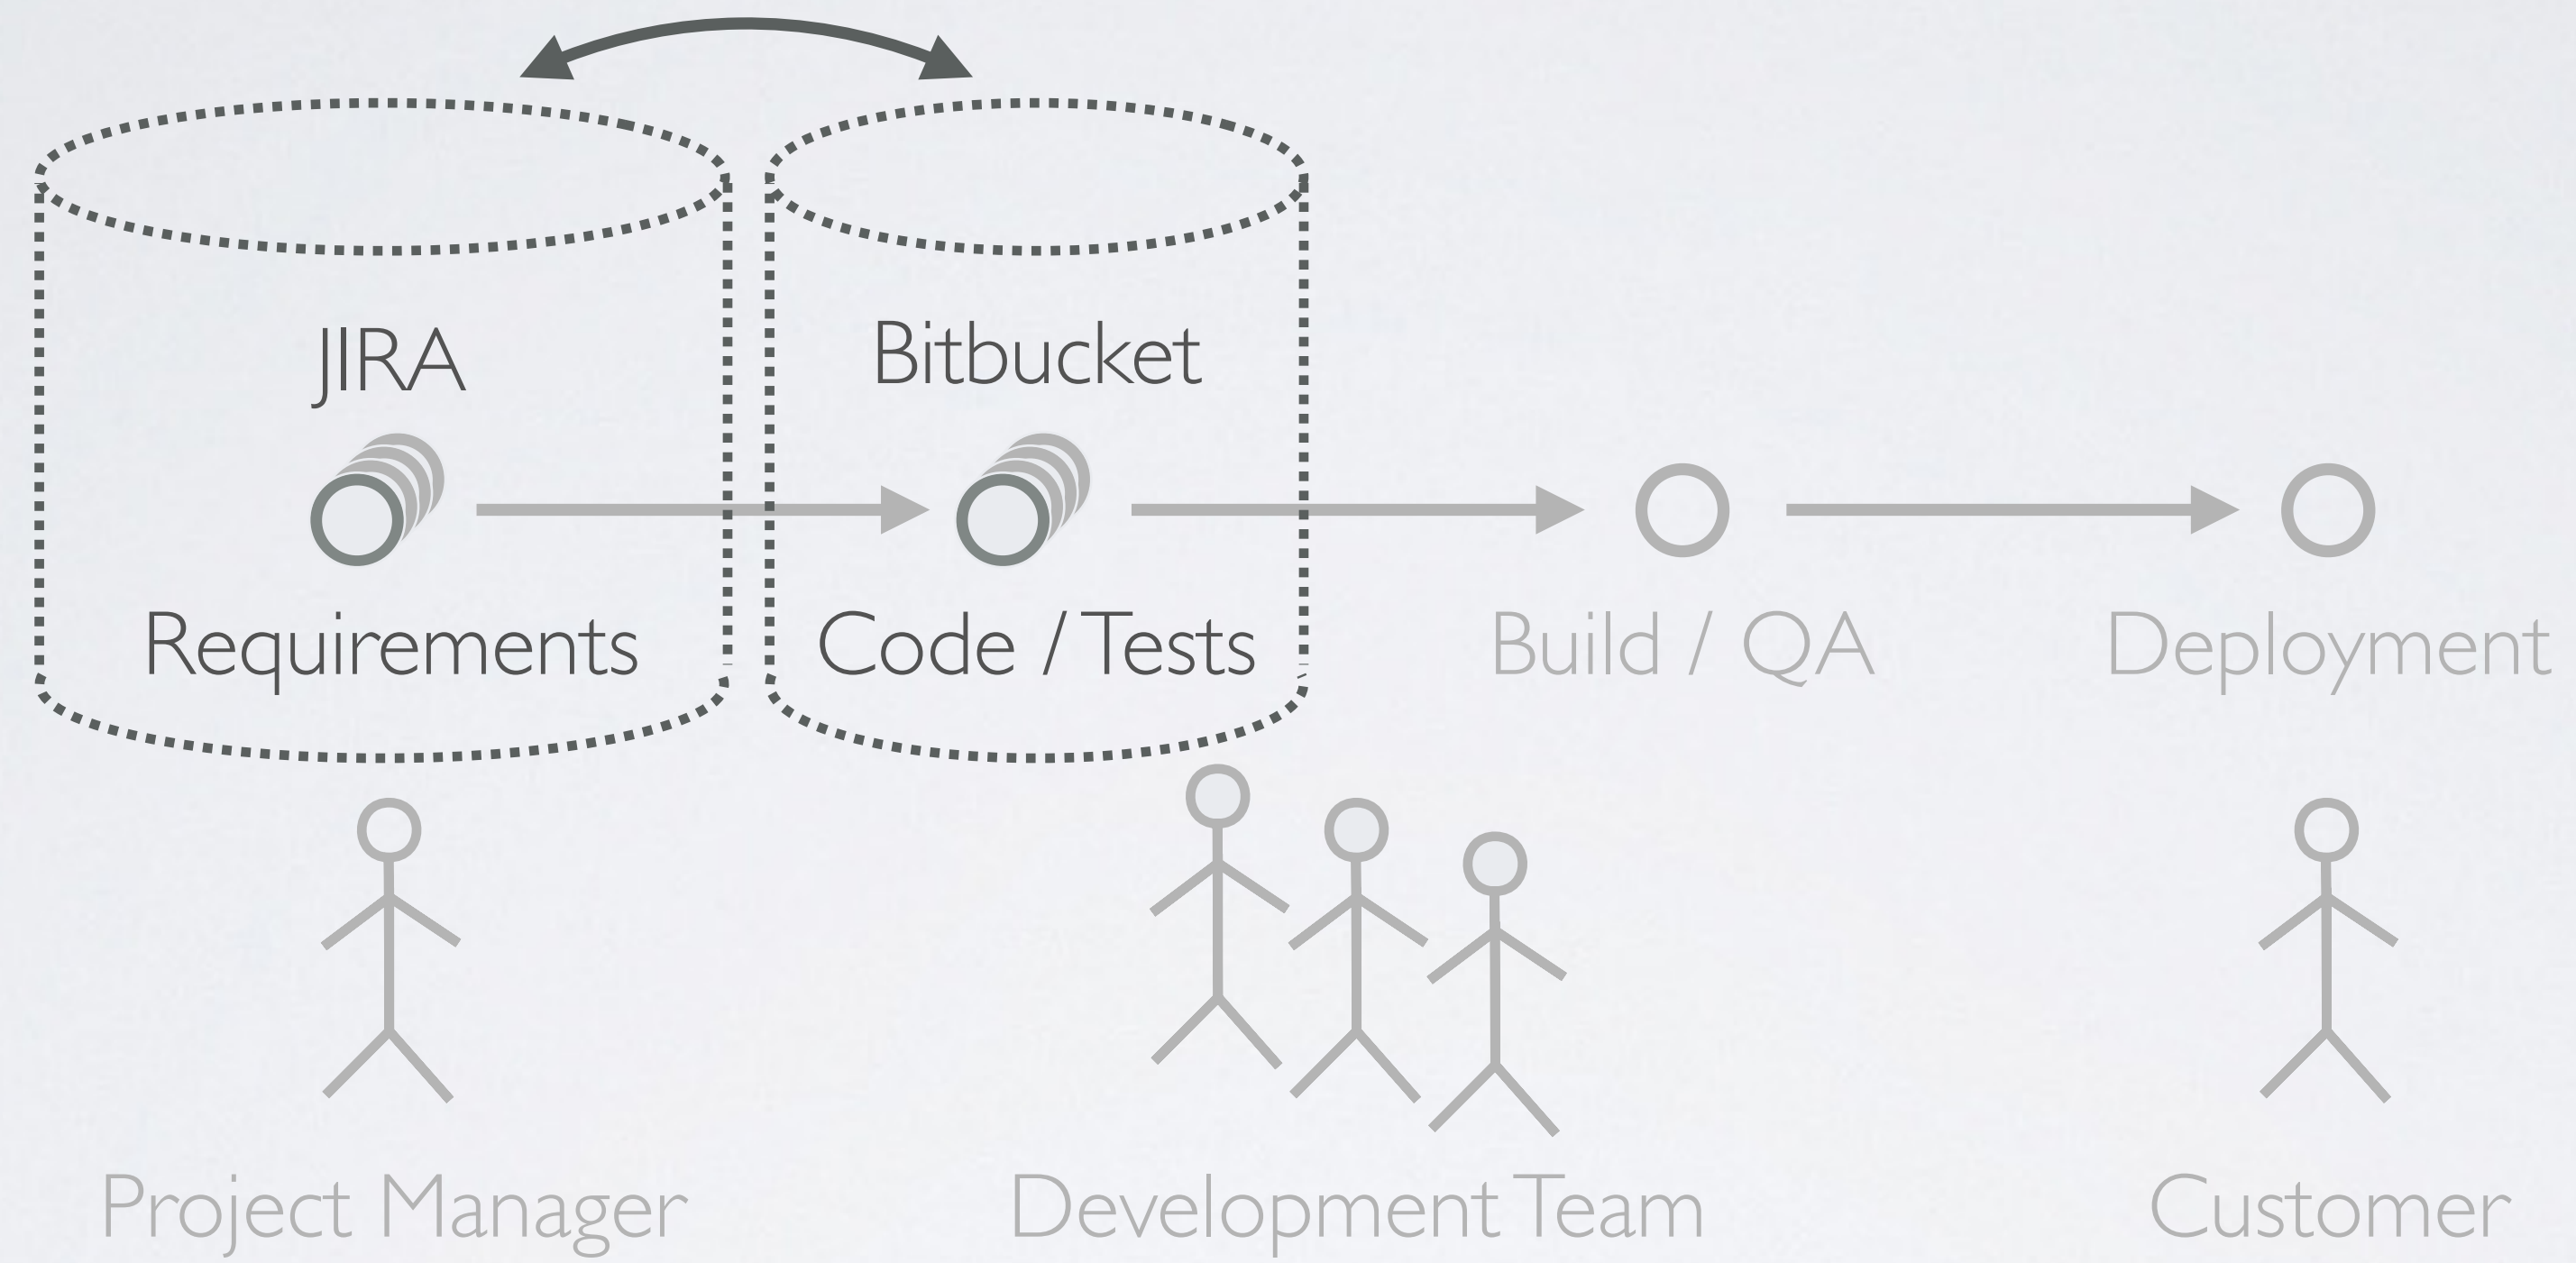 JIRA
Bitbucket
Requirements
Code / Tests
Build / QA
Deployment
Project Manager
Development Team
Customer